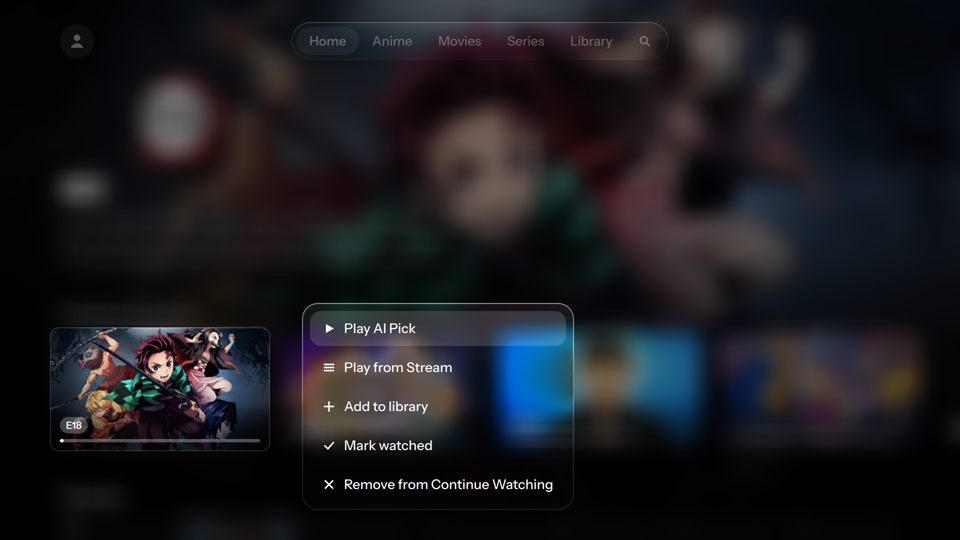 Home
Anime
Movies
Series
Library
Play AI Pick
Play from Stream
Add to library
Mark watched
Remove from Continue Watching
E18